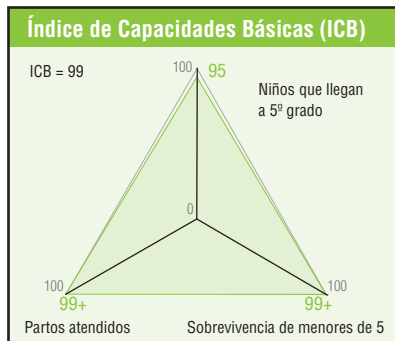 Índice de Capacidades Básicas (ICB)
ICB = 99
100
95
Niños que llegan
a 5º grado
0
100
99+
100
99+
Partos atendidos
Sobrevivencia de menores de 5